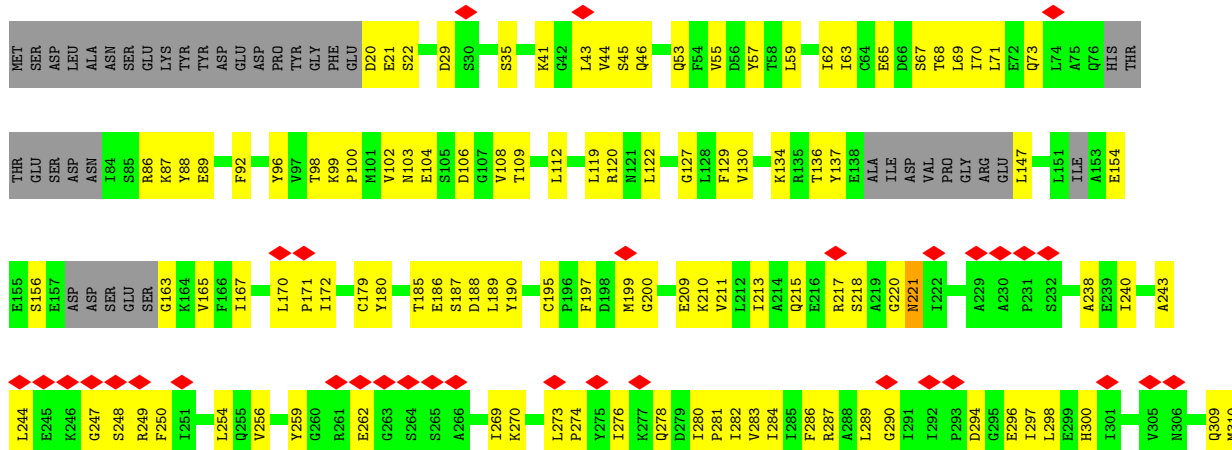 MET SER ASP LEU ALA ASN SER GLU LYS TYR TYR ASP GLU ASP PRO TYR GLY PHE GLU D20 E21 S22 D29 S30 S35 K41 G42 L43 V44 S45 Q46 Q53 F54 V55 D56 Y57 T58 L59 I62 I63 C64 E65 D66 S67 T68 L69 I70 L71 E72 Q73 L74 A75 Q76 HIS THR
THR GLU SER ASP ASN I84 S85 R86 K87 Y88 E89 F92 Y96 V97 T98 K99 P100 M101 V102 N103 E104 S105 D106 G107 V108 T109 L112 L119 R120 N121 L122 G127 L128 F129 V130 K134 R135 T136 Y137 E138 ALA ILE ASP VAL PRO GLY ARG GLU L147 L151 ILE A153 E154
E155 S156 E157 ASP ASP SER GLU SER G163 K164 V165 F166 I167 L170 P171 I172 C179 Y180 T185 E186 S187 D188 L189 Y190 C195 P196 F197 D198 M199 G200 E209 K210 V211 L212 I213 A214 Q215 E216 R217 S218 A219 G220 N221 I222 A229 A230 P231 S232 A238 E239 I240 A243
L244 E245 K246 G247 S248 R249 F250 I251 L254 Q255 V256 Y259 G260 R261 E262 G263 S264 S265 A266 I269 K270 L273 P274 Y275 I276 K277 Q278 D279 I280 P281 I282 V283 I284 I285 F286 R287 A288 L289 G290 I291 I292 P293 D294 G295 E296 I297 L298 E299 H300 I301 V305 N306 Q309